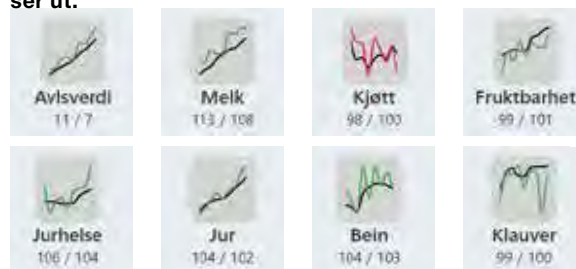 ser ut.
Avlsverdi Melk Kjøtt Fruktbarhet
11 / 7 113 / 108 98 / 100 99 / 101
Jurhelse Jur Bein Klauver
106 / 104 104 / 102 104 / 103 99 / 100